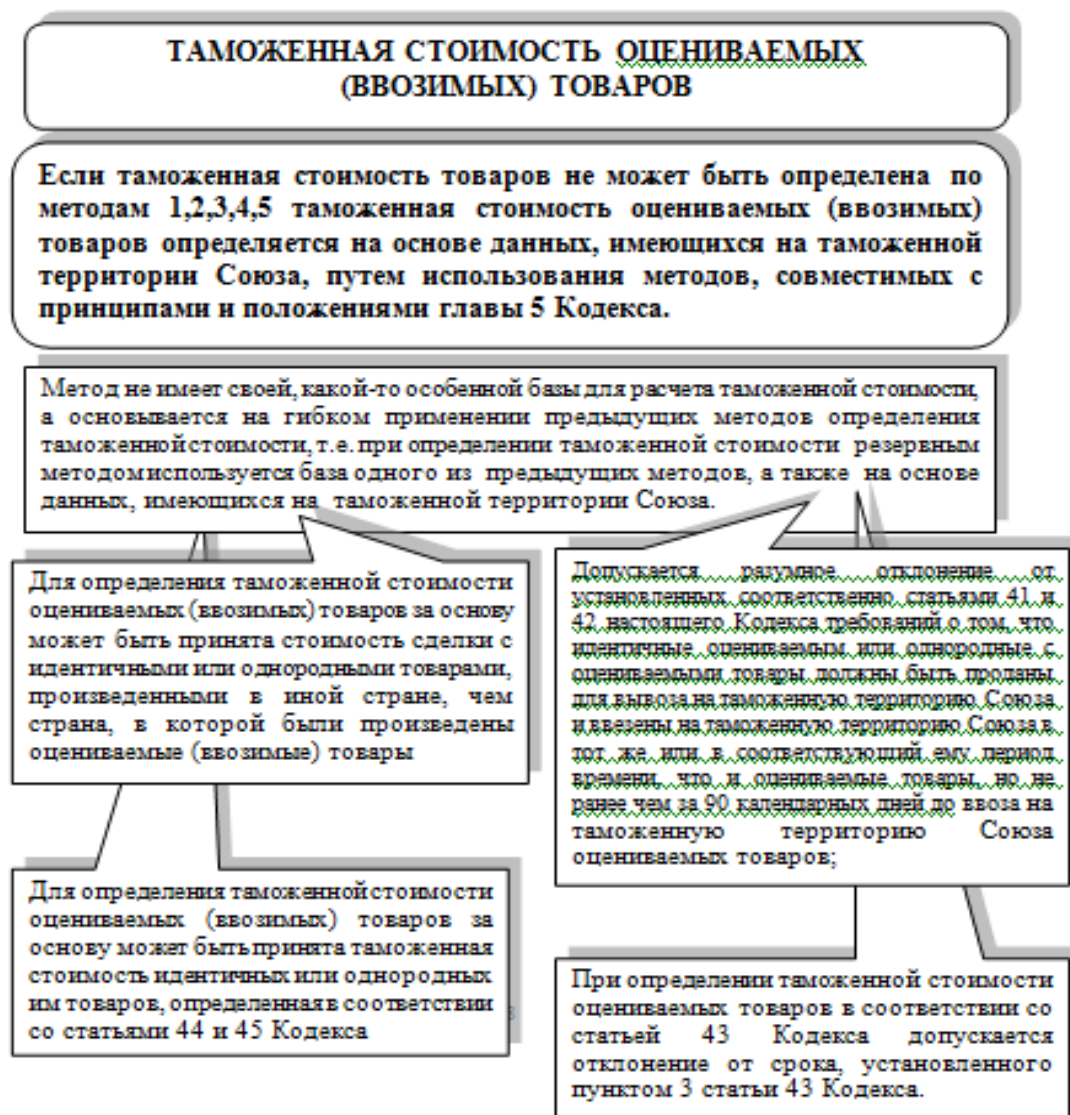 ТАМОЖЕННАЯ СТОИМОСТЬ ОЦЕНИВАЕМЫХ
(ВВОЗИМЫХ) ТОВАРОВ
Если таможенная стоимость товаров не может быть определена по
методам 1,2,3,4,5 таможенная стоимость оцениваемых (ввозимых)
товаров определяется на основе данных, имеющихся на таможенной
территории Союза, путем использования методов, совместимых с
принципами и положениями главы 5 Кодекса.
Метод не имеет своей, какой-то особенной базы для расчета таможенной стоимости,
а основывается на гибком применении предыдущих методов определения
таможенной стоимости, т.е. при определении таможенной стоимости резервным
методом используется база одного из предыдущих методов, а также на основе
данных, имеющихся на таможенной территории Союза.
Для определения таможенной стоимости
оцениваемых (ввозимых) товаров за основу
может быть принята стоимость сделки с
идентичными или однородными товарами,
произведенными в иной стране, чем
страна, в которой были произведены
оцениваемые (ввозимые) товары
Для определения таможенной стоимости
оцениваемых (ввозимых) товаров за
основу может быть принята таможенная
стоимость идентичных или однородных
им товаров, определенная в соответствии
со статьями 44 и 45 Кодекса
Допускается разумное отклонение от
установленных соответственно статьями 41 и
42 настоящего Кодекса требований о том, что
идентичные оцениваемым или однородные с
оцениваемыми товары должны быть проданы
для вывоза на таможенную территорию Союза
и ввезены на таможенную территорию Союза в
тот же или в соответствующий ему период
времени, что и оцениваемые товары, но не
ранее чем за 90 календарных дней до ввоза на
таможенную территорию Союза
оцениваемых товаров;
При определении таможенной стоимости
оцениваемых товаров в соответствии со
статьей 43 Кодекса допускается
отклонение от срока, установленного
пунктом 3 статьи 43 Кодекса.